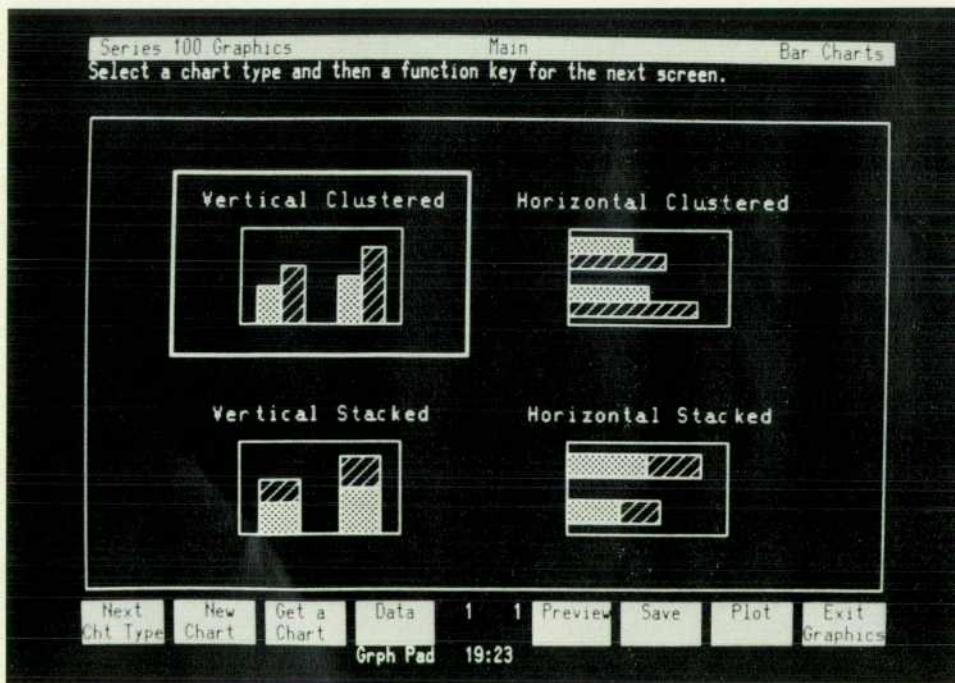 Series 100 Graphics Main Bar Charts
Select a chart type and then a function key for the next screen.
Vertical Clustered
Horizontal Clustered
Vertical Stacked
Horizontal Stacked
Next Cht Type
New Chart
Get a Chart
Data
1 1
Preview
Save
Plot
Exit Graphics
Grph Pad 19:23